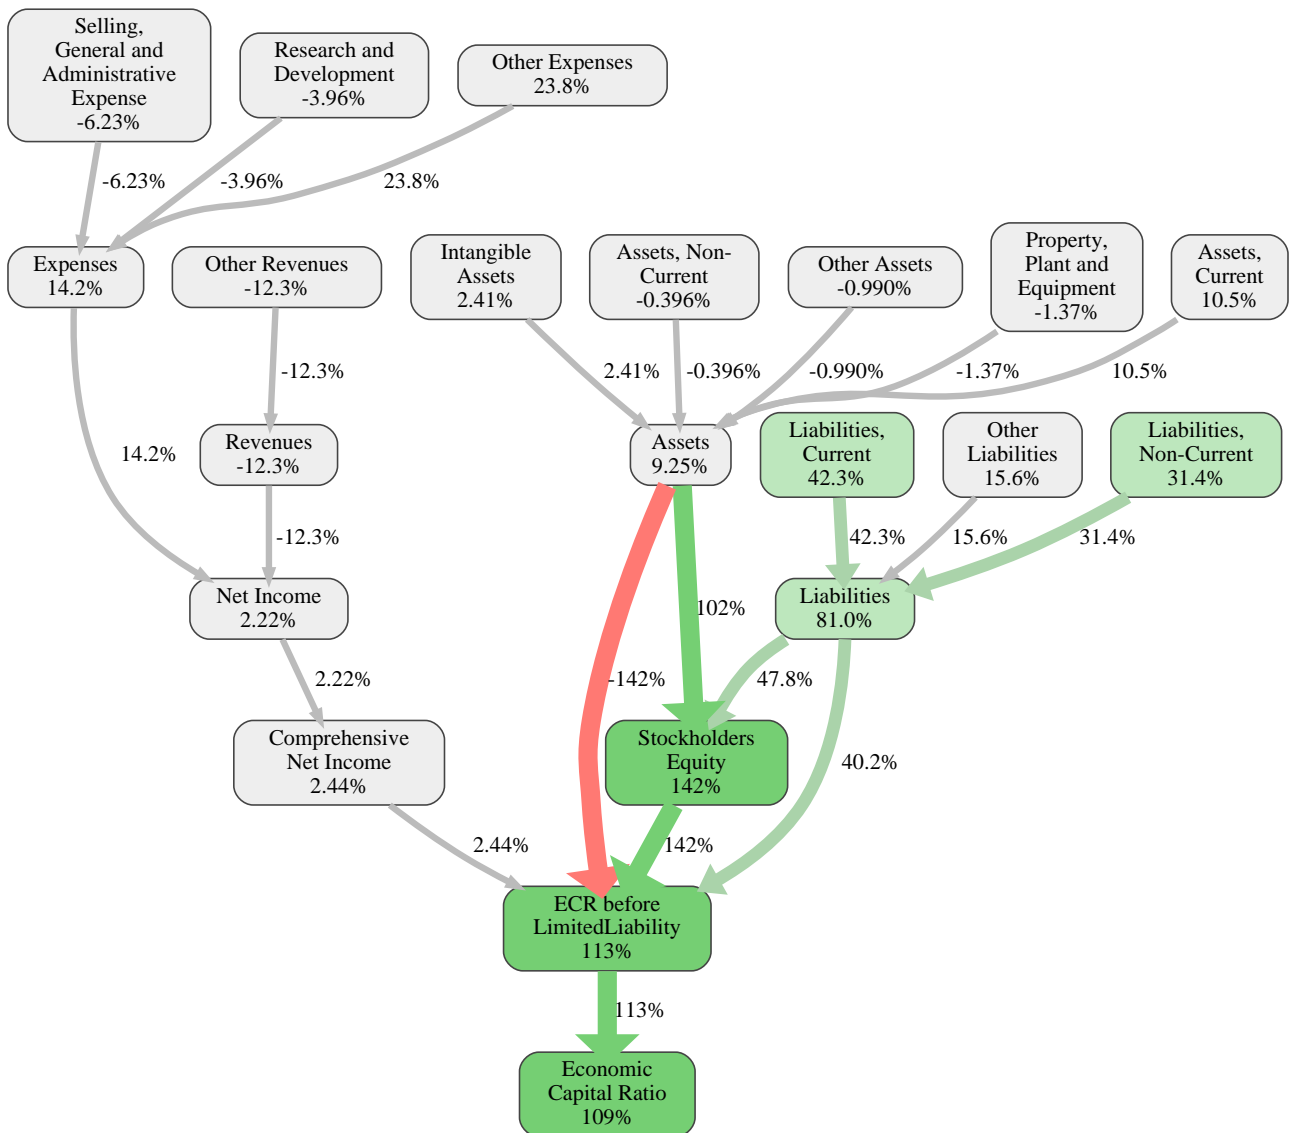 Selling,
General and
Administrative
Expense
-6.23%
Research and
Development
-3.96%
Other Expenses
23.8%
-6.23%
-3.96%
23.8%
Expenses
14.2%
Other Revenues
-12.3%
Intangible
Assets
2.41%
Assets, Non-
Current
-0.396%
Other Assets
-0.990%
Property,
Plant and
Equipment
-1.37%
Assets,
Current
10.5%
-12.3%
2.41%
-0.396%
-0.990%
-1.37%
10.5%
14.2%
Revenues
-12.3%
Assets
9.25%
Liabilities,
Current
42.3%
Other
Liabilities
15.6%
Liabilities,
Non-Current
31.4%
-12.3%
42.3%
15.6%
31.4%
Net Income
2.22%
102%
Liabilities
81.0%
2.22%
-142%
47.8%
Comprehensive
Net Income
2.44%
Stockholders
Equity
142%
40.2%
2.44%
142%
ECR before
LimitedLiability
113%
113%
Economic
Capital Ratio
109%